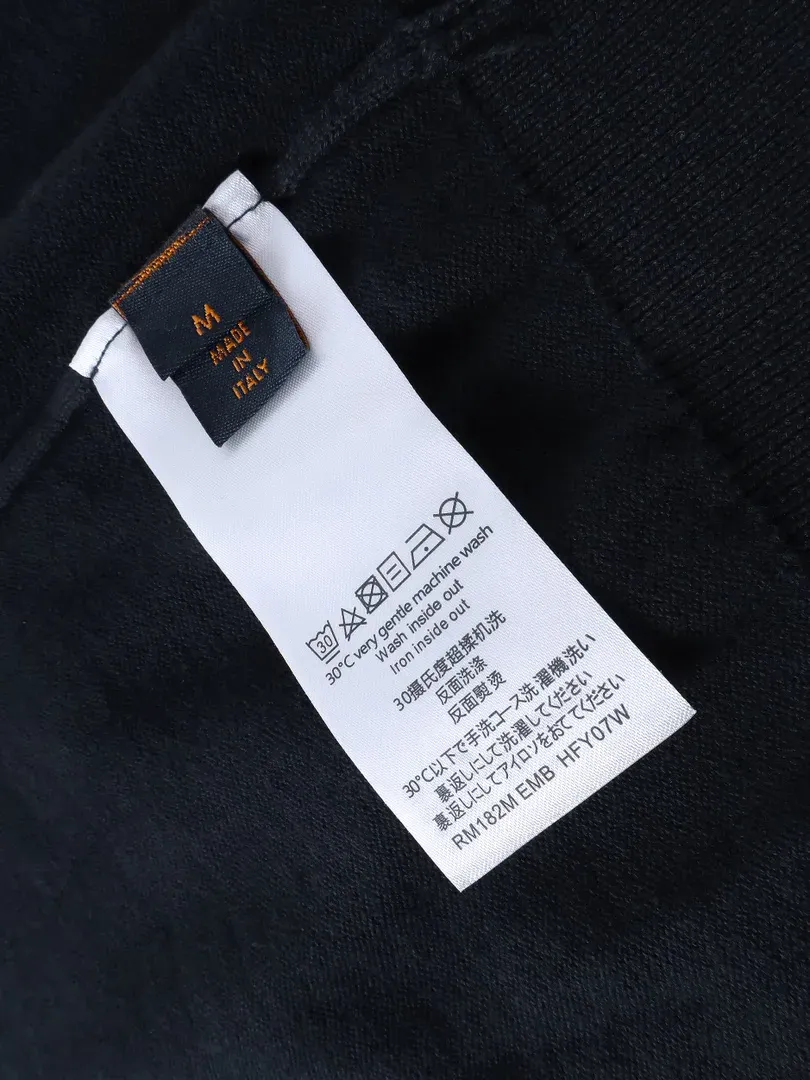 M
MADE
IN
ITALY
30
30°C very gentle machine wash
Wash inside out
Iron inside out
30摄氏度超揉机洗
反面洗涤
反面熨烫
30°C以下で手洗コース洗濯機洗い
裏返しにして洗濯してください
裏返しにしてアイロンをおてください
RM182M EMB HFY07W